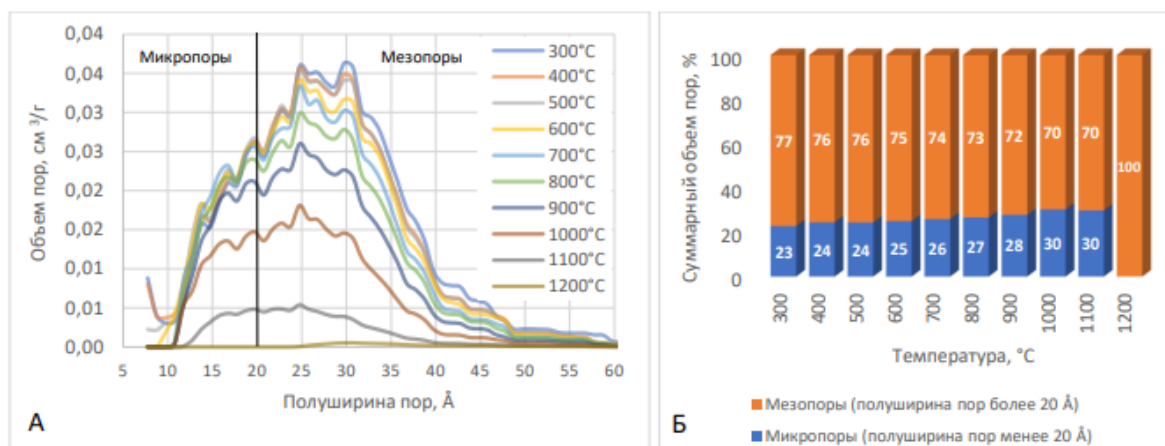 0,04
0,04
0,03
0,03
0,02
0,02
0,01
0,01
0,00
Объем пор, см ³/г
Микропоры
Мезопоры
300°C
400°C
500°C
600°C
700°C
800°C
900°C
1000°C
1100°C
1200°C
5 10 15 20 25 30 35 40 45 50 55 60
Полуширина пор, Å
А
100
80
60
40
20
0
Суммарный объем пор, %
77 76 76 75 74 73 72 70 70 100
23 24 24 25 26 27 28 30 30
300 400 500 600 700 800 900 1000 1100 1200
Температура, °C
Мезопоры (полуширина пор более 20 Å)
Микропоры (полуширина пор менее 20 Å)
Б